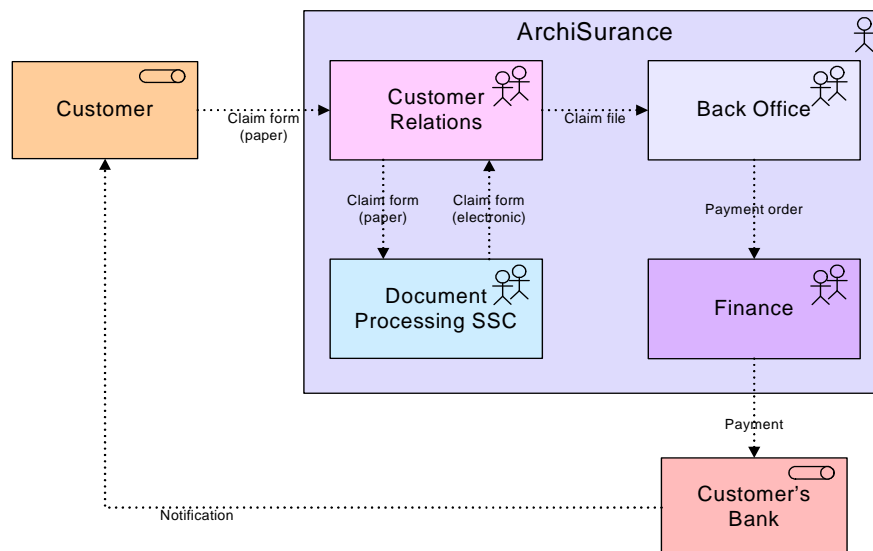 ArchiSurance
Customer
Claim form
(paper)
Customer
Relations
Claim file
Back Office
Claim form
(paper)
Claim form
(electronic)
Payment order
Document
Processing SSC
Finance
Payment
Customer’s
Bank
Notification